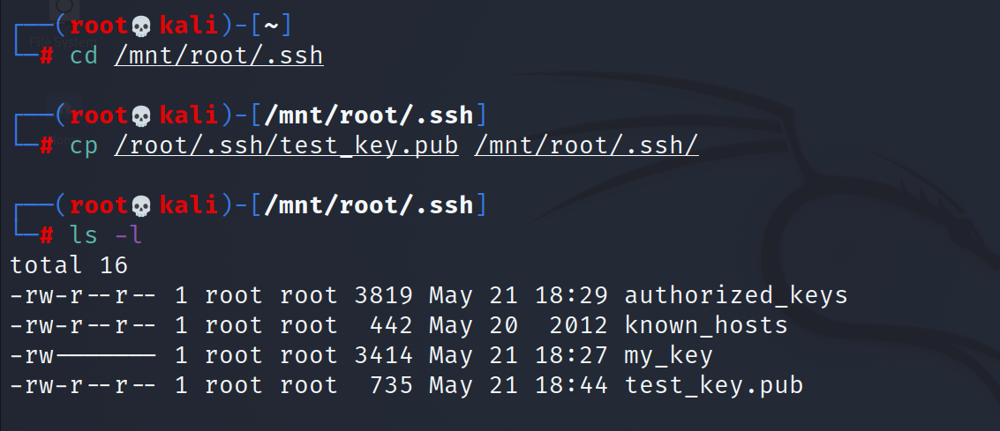 ┌──(root💀kali)-[~]
└─# cd /mnt/root/.ssh
┌──(root💀kali)-[/mnt/root/.ssh]
└─# cp /root/.ssh/test_key.pub /mnt/root/.ssh/
┌──(root💀kali)-[/mnt/root/.ssh]
└─# ls -l
total 16
-rw-r--r-- 1 root root 3819 May 21 18:29 authorized_keys
-rw-r--r-- 1 root root  442 May 20  2012 known_hosts
-rw------- 1 root root 3414 May 21 18:27 my_key
-rw-r--r-- 1 root root  735 May 21 18:44 test_key.pub
File System